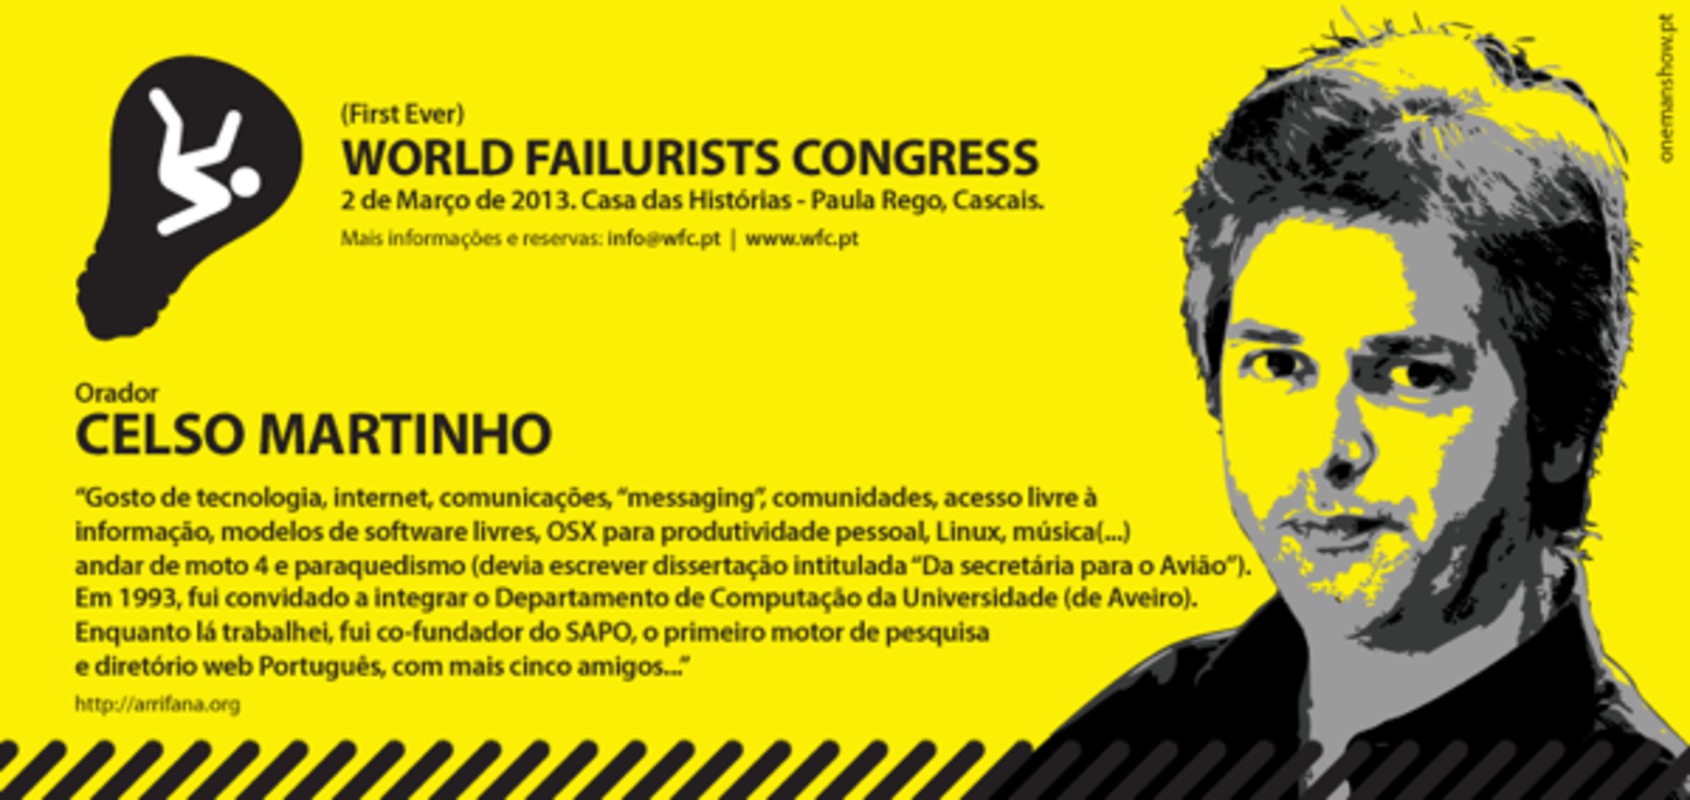 (First Ever)
WORLD FAILURISTS CONGRESS
2 de Março de 2013. Casa das Histórias - Paula Rego, Cascais.
Mais informações e reservas: info@wfc.pt | www.wfc.pt
onemanshow.pt
Orador
CELSO MARTINHO
“Gosto de tecnologia, internet, comunicações, “messaging”, comunidades, acesso livre à
informação, modelos de software livres, OSX para produtividade pessoal, Linux, música(...)
andar de moto 4 e paraquedismo (devia escrever dissertação intitulada “Da secretária para o Avião”).
Em 1993, fui convidado a integrar o Departamento de Computação da Universidade (de Aveiro).
Enquanto lá trabalhei, fui co-fundador do SAPO, o primeiro motor de pesquisa
e diretório web Português, com mais cinco amigos...”
http://arrifana.org